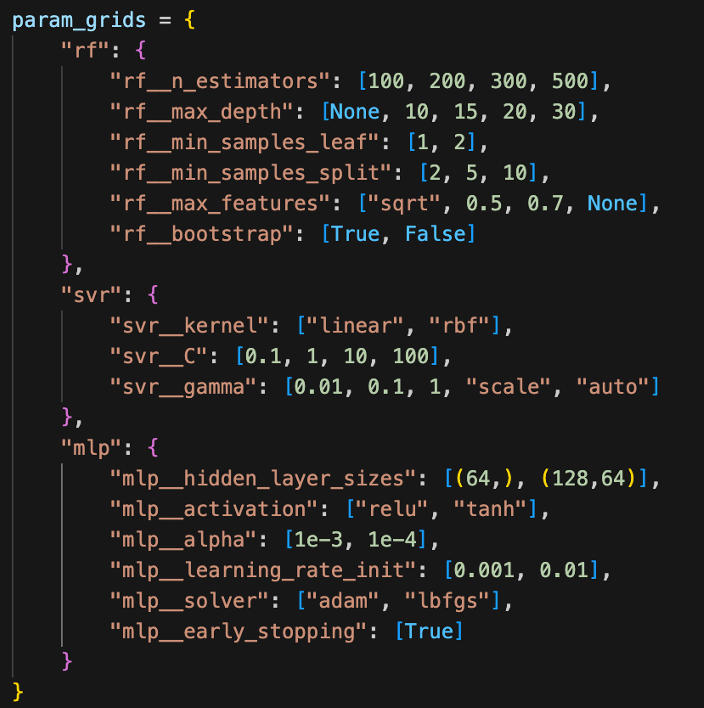 param_grids = {
    "rf": {
        "rf__n_estimators": [100, 200, 300, 500],
        "rf__max_depth": [None, 10, 15, 20, 30],
        "rf__min_samples_leaf": [1, 2],
        "rf__min_samples_split": [2, 5, 10],
        "rf__max_features": ["sqrt", 0.5, 0.7, None],
        "rf__bootstrap": [True, False]
    },
    "svr": {
        "svr__kernel": ["linear", "rbf"],
        "svr__C": [0.1, 1, 10, 100],
        "svr__gamma": [0.01, 0.1, 1, "scale", "auto"]
    },
    "mlp": {
        "mlp__hidden_layer_sizes": [(64,), (128,64)],
        "mlp__activation": ["relu", "tanh"],
        "mlp__alpha": [1e-3, 1e-4],
        "mlp__learning_rate_init": [0.001, 0.01],
        "mlp__solver": ["adam", "lbfgs"],
        "mlp__early_stopping": [True]
    }
}